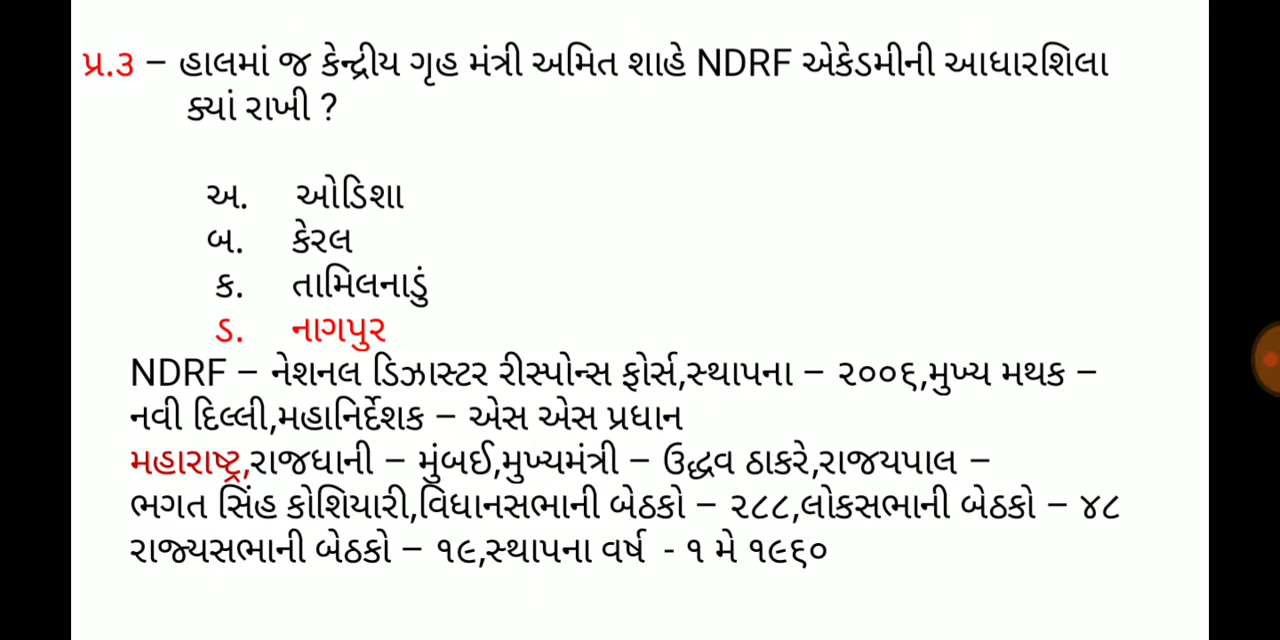 પ્ર.૩ – હાલમાં જ કેન્દ્રીય ગૃહ મંત્રી અમિત શાહે NDRF એકેડમીની આધારશિલા
ક્યાં રાખી ?
અ. ઓડિશા
બ. કેરલ
ક. તામિલનાડું
ડ. નાગપુર
NDRF – નેશનલ ડિઝાસ્ટર રીસ્પોન્સ ફોર્સ,સ્થાપના – ૨૦૦૬,મુખ્ય મથક –
નવી દિલ્લી,મહાનિર્દેશક – એસ એસ પ્રધાન
મહારાષ્ટ્ર,રાજધાની – મુંબઈ,મુખ્યમંત્રી – ઉદ્ધવ ઠાકરે,રાજયપાલ –
ભગત સિંહ કોશિયારી,વિધાનસભાની બેઠકો – ૨૮૮,લોકસભાની બેઠકો – ૪૮
રાજ્યસભાની બેઠકો – ૧૯,સ્થાપના વર્ષ - ૧ મે ૧૯૬૦